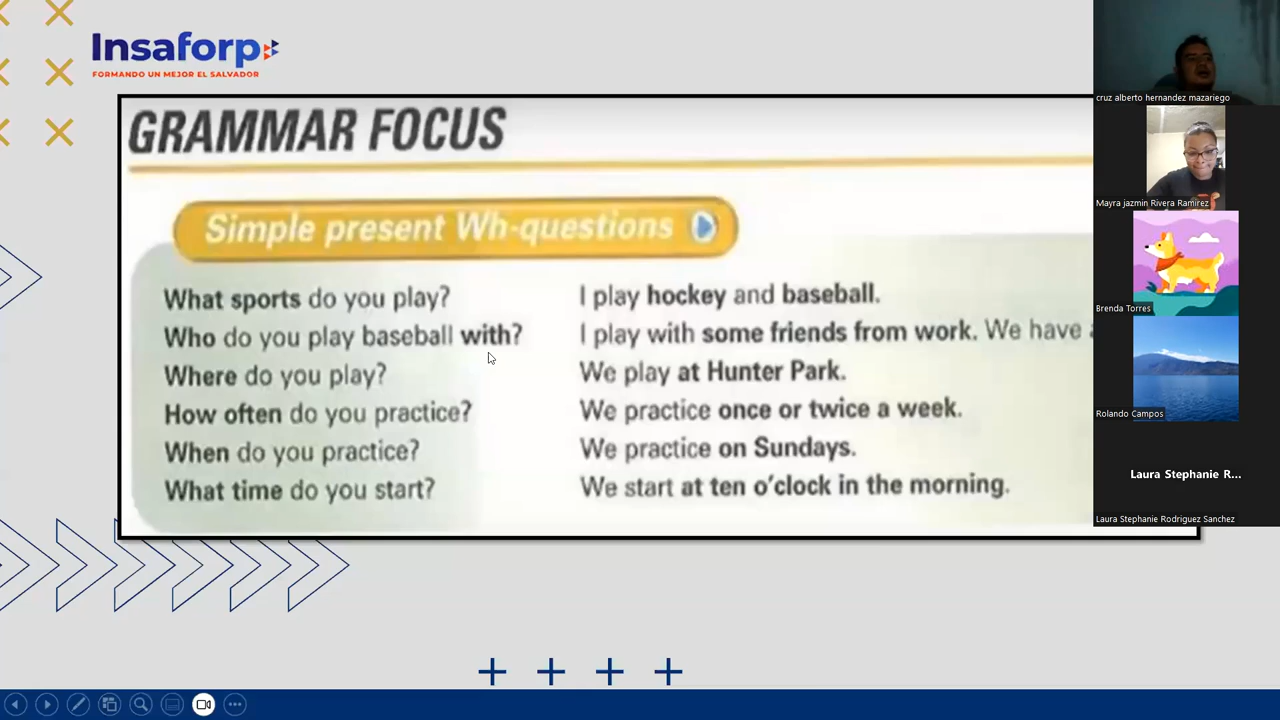 Insaforp
FORMANDO UN MEJOR EL SALVADOR
GRAMMAR FOCUS
Simple present Wh-questions
What sports do you play? I play hockey and baseball.
Who do you play baseball with? I play with some friends from work. We have
Where do you play? We play at Hunter Park.
How often do you practice? We practice once or twice a week.
When do you practice? We practice on Sundays.
What time do you start? We start at ten o'clock in the morning.
cruz alberto hernandez mazariego
Mayra jazmin Rivera Ramirez
Brenda Torres
Rolando Campos
Laura Stephanie R...
Laura Stephanie Rodriguez Sanchez